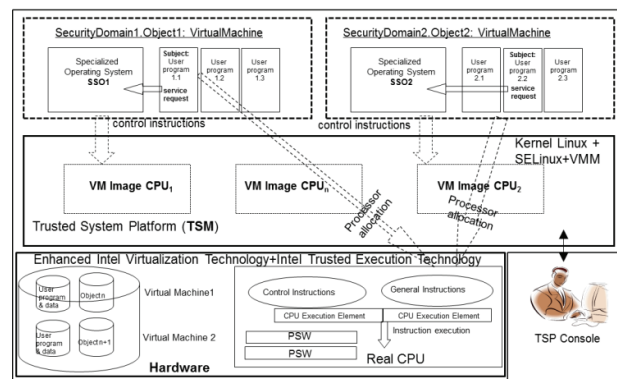 SecurityDomain1.Object1: VirtualMachine
Specialized
Operating System
SSO1
Subject:
User
program
1.1
service
request
User
program
1.2
User
program
1.3
SecurityDomain2.Object2: VirtualMachine
Specialized
Operating System
SSO2
User
program
2.1
Subject:
User
program
2.2
service
request
User
program
2.3
control instructions
control instructions
Kernel Linux +
SELinux+VMM
VM Image CPU1
VM Image CPUn
VM Image CPU2
Processor
allocation
Processor
allocation
Trusted System Platform (TSM)
Enhanced Intel Virtualization Technology+Intel Trusted Execution Technology
User
program
& data
Objectn
Virtual Machine1
User
program
& data
Objectn+1
Virtual Machine 2
Hardware
Control Instructions
General Instructions
CPU Execution Element
CPU Execution Element
Instruction execution
PSW
PSW
Real CPU
TSP Console